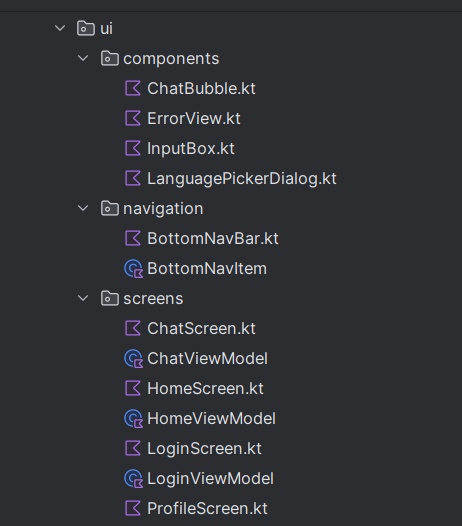 ui
components
ChatBubble.kt
ErrorView.kt
InputBox.kt
LanguagePickerDialog.kt
navigation
BottomNavBar.kt
BottomNavItem
screens
ChatScreen.kt
ChatViewModel
HomeScreen.kt
HomeViewModel
LoginScreen.kt
LoginViewModel
ProfileScreen.kt